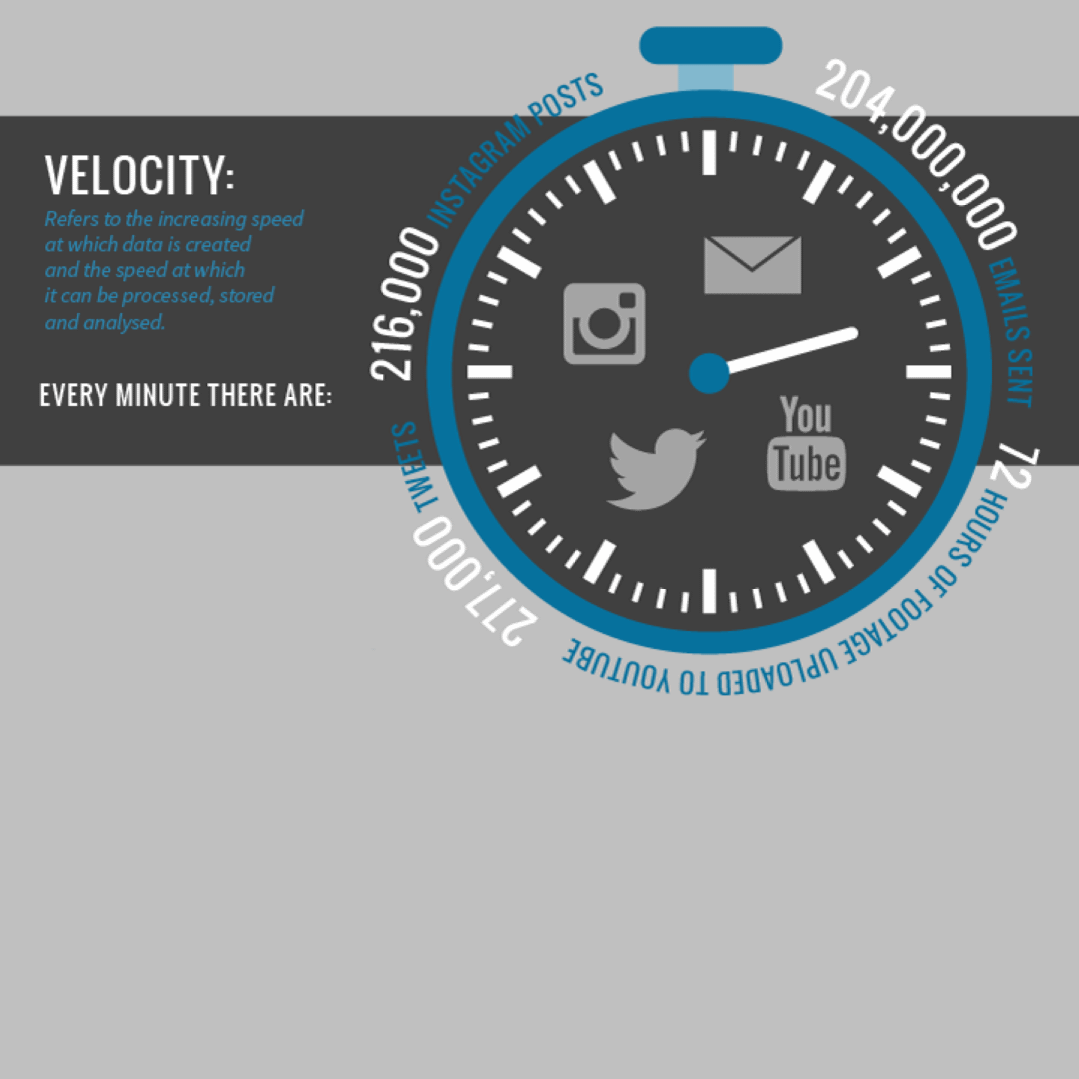 VELOCITY:
Refers to the increasing speed
at which data is created
and the speed at which
it can be processed, stored
and analysed.
EVERY MINUTE THERE ARE:
216,000 INSTAGRAM POSTS
204,000,000 EMAILS SENT
72 HOURS OF FOOTAGE UPLOADED TO YOUTUBE
277,000 TWEETS
You
Tube